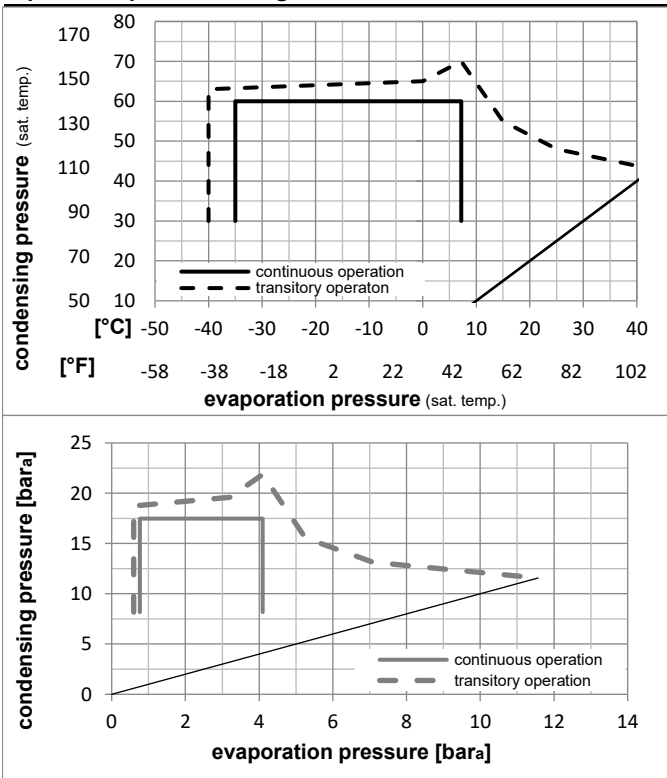 80
170
70
150
60
130
50
110
40
90
30
70
20
50
10
condensing pressure (sat. temp.)
continuous operation
transitory operaton
[°C] -50 -40 -30 -20 -10 0 10 20 30 40
[°F] -58 -38 -18 2 22 42 62 82 102
evaporation pressure (sat. temp.)
25
20
15
10
5
0
condensing pressure [bara]
continuous operation
transitory operation
0 2 4 6 8 10 12 14
evaporation pressure [bara]